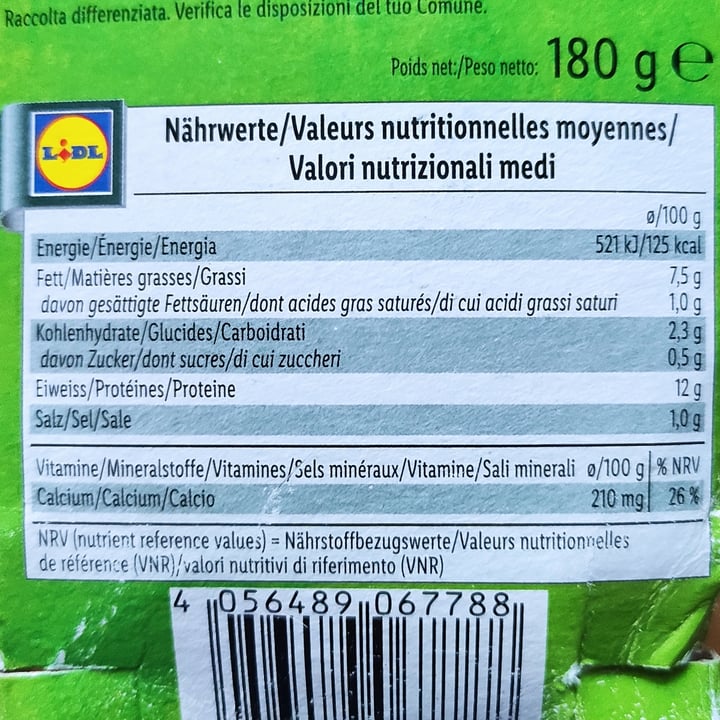 Raccolta differenziata. Verifica le disposizioni del tuo Comune.
Poids net:/Peso netto: 180 g e
LIDL
Nährwerte/Valeurs nutritionnelles moyennes/
Valori nutrizionali medi
ø/100 g
Energie/Énergie/Energia 521 kJ/125 kcal
Fett/Matières grasses/Grassi 7,5 g
davon gesättigte Fettsäuren/dont acides gras saturés/di cui acidi grassi saturi 1,0 g
Kohlenhydrate/Glucides/Carboidrati 2,3 g
davon Zucker/dont sucres/di cui zuccheri 0,5 g
Eiweiss/Protéines/Proteine 12 g
Salz/Sel/Sale 1,0 g
Vitamine/Mineralstoffe/Vitamines/Sels minéraux/Vitamine/Sali minerali ø/100 g % NRV
Calcium/Calcium/Calcio 210 mg 26 %
NRV (nutrient reference values) = Nährstoffbezugswerte/Valeurs nutritionnelles
de référence (VNR)/valori nutritivi di riferimento (VNR)
4 056489 067788